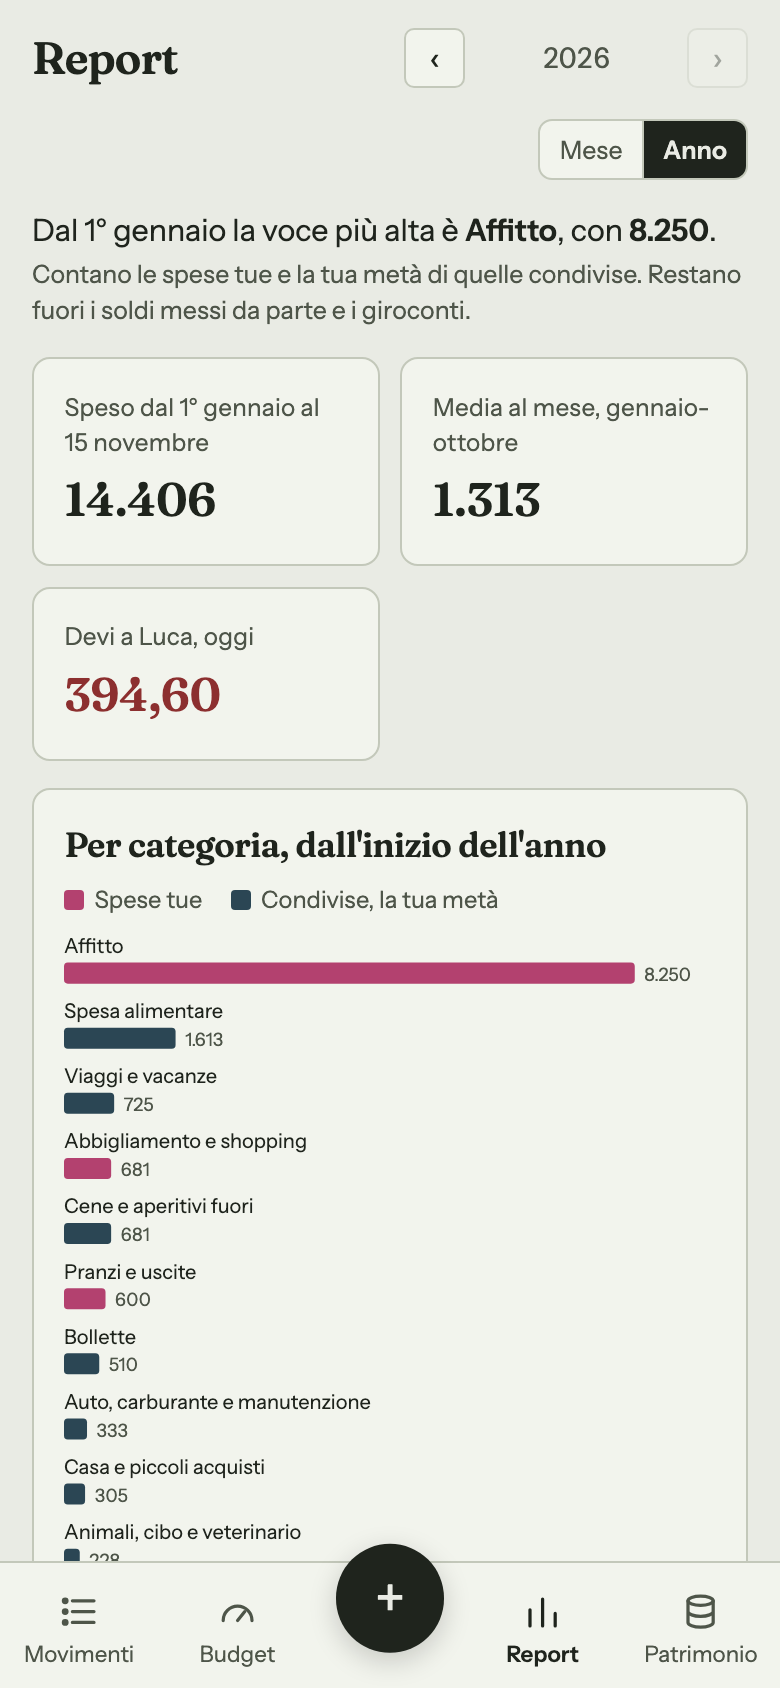 Report
‹
2026
›
Mese
Anno
Dal 1° gennaio la voce più alta è Affitto, con 8.250.
Contano le spese tue e la tua metà di quelle condivise. Restano
fuori i soldi messi da parte e i giroconti.
Speso dal 1° gennaio al
15 novembre
14.406
Media al mese, gennaio-
ottobre
1.313
Devi a Luca, oggi
394,60
Per categoria, dall'inizio dell'anno
Spese tue
Condivise, la tua metà
Affitto
8.250
Spesa alimentare
1.613
Viaggi e vacanze
725
Abbigliamento e shopping
681
Cene e aperitivi fuori
681
Pranzi e uscite
600
Bollette
510
Auto, carburante e manutenzione
333
Casa e piccoli acquisti
305
Animali, cibo e veterinario
228
+
Movimenti
Budget
Report
Patrimonio